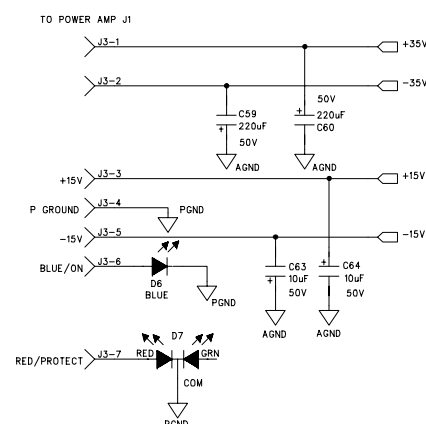 TO POWER AMP J1
J3-1
+35V
J3-2
-35V
50V
C59
+
220uF
50V
+
220uF
C60
AGND
AGND
+15V
J3-3
+15V
P GROUND
J3-4
PGND
-15V
J3-5
-15V
BLUE/ON
J3-6
D6
BLUE
PGND
C63
+
10uF
50V
C64
+
10uF
50V
AGND
AGND
RED/PROTECT
J3-7
RED
D7
GRN
COM
PGND